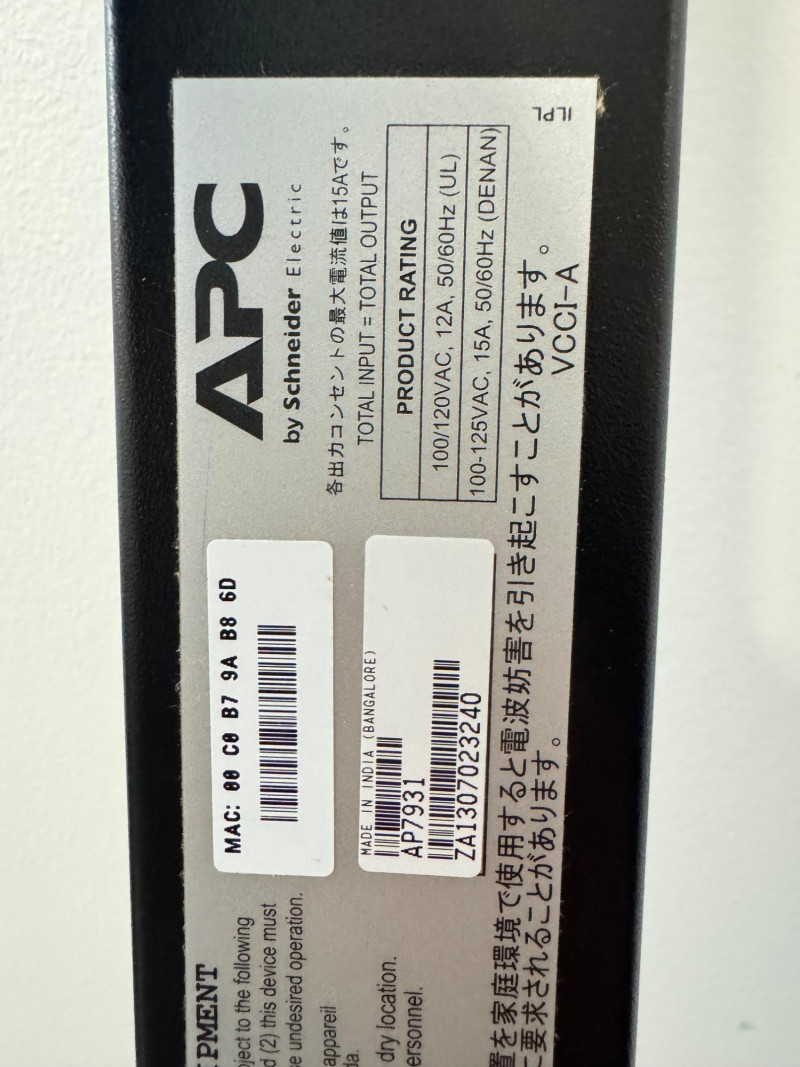 APC
by Schneider Electric
各出力コンセントの最大電流値は15Aです。
TOTAL INPUT = TOTAL OUTPUT
PRODUCT RATING
100/120VAC, 12A, 50/60Hz (UL)
100-125VAC, 15A, 50/60Hz (DENAN)
ILPL
MAC: 00 C0 B7 9A B8 6D
MADE IN INDIA (BANGALORE)
AP7931
ZA1307023240
PMENT
ject to the following
d (2) this device must
e undesired operation.
appareil
da.
dry location.
ersonnel.
置を家庭環境で使用すると電波妨害を引き起こすことがあります。
に要求されることがあります。
VCCI-A